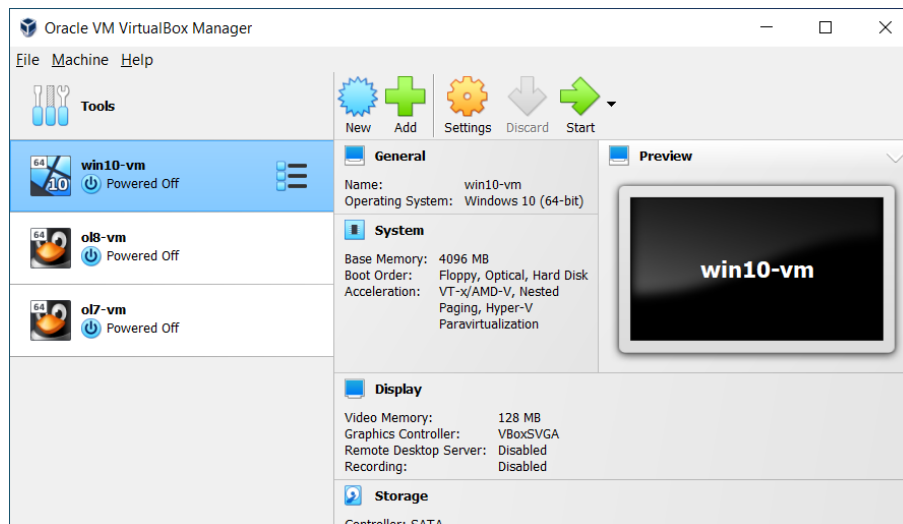 Oracle VM VirtualBox Manager
File Machine Help
Tools
New Add Settings Discard Start
64
10
win10-vm
Powered Off
64
ol8-vm
Powered Off
64
ol7-vm
Powered Off
General
Name: win10-vm
Operating System: Windows 10 (64-bit)
System
Base Memory: 4096 MB
Boot Order: Floppy, Optical, Hard Disk
Acceleration: VT-x/AMD-V, Nested
Paging, Hyper-V
Paravirtualization
Preview
win10-vm
Display
Video Memory: 128 MB
Graphics Controller: VBoxSVGA
Remote Desktop Server: Disabled
Recording: Disabled
Storage
Controller: SATA